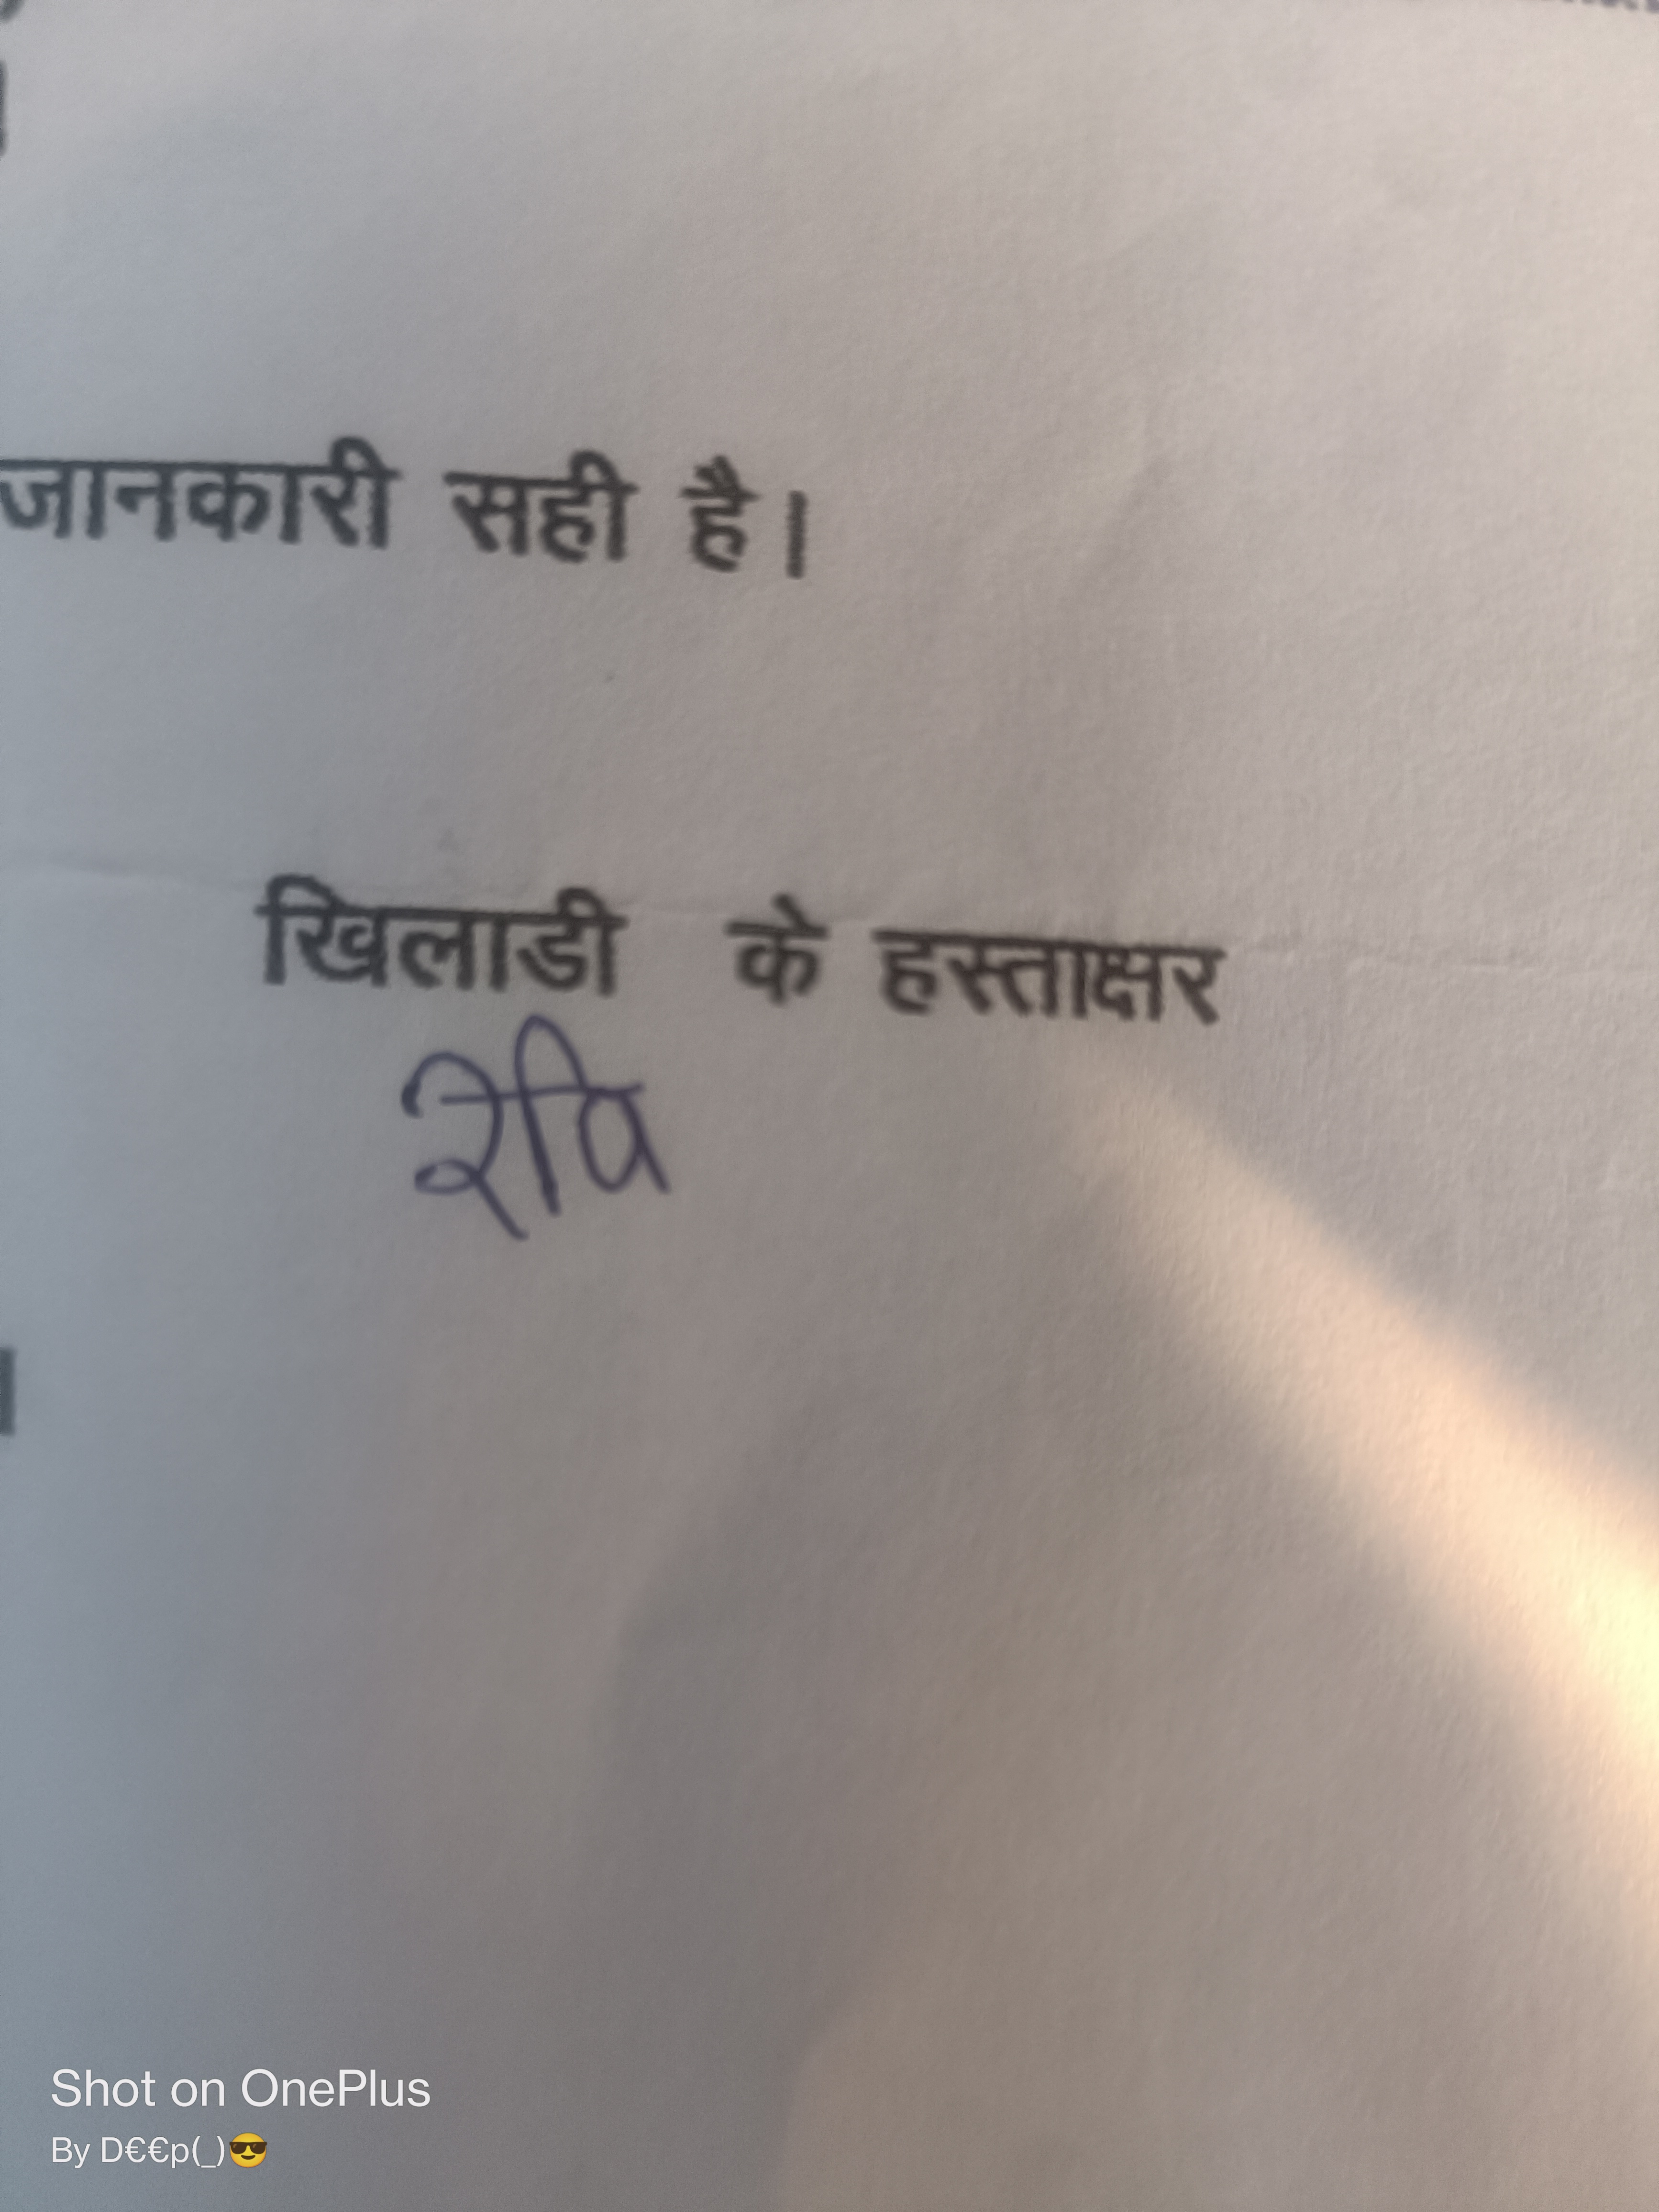 जानकारी सही है।
खिलाडी के हस्ताक्षर
रवि
Shot on OnePlus
By D€€p(_)😎